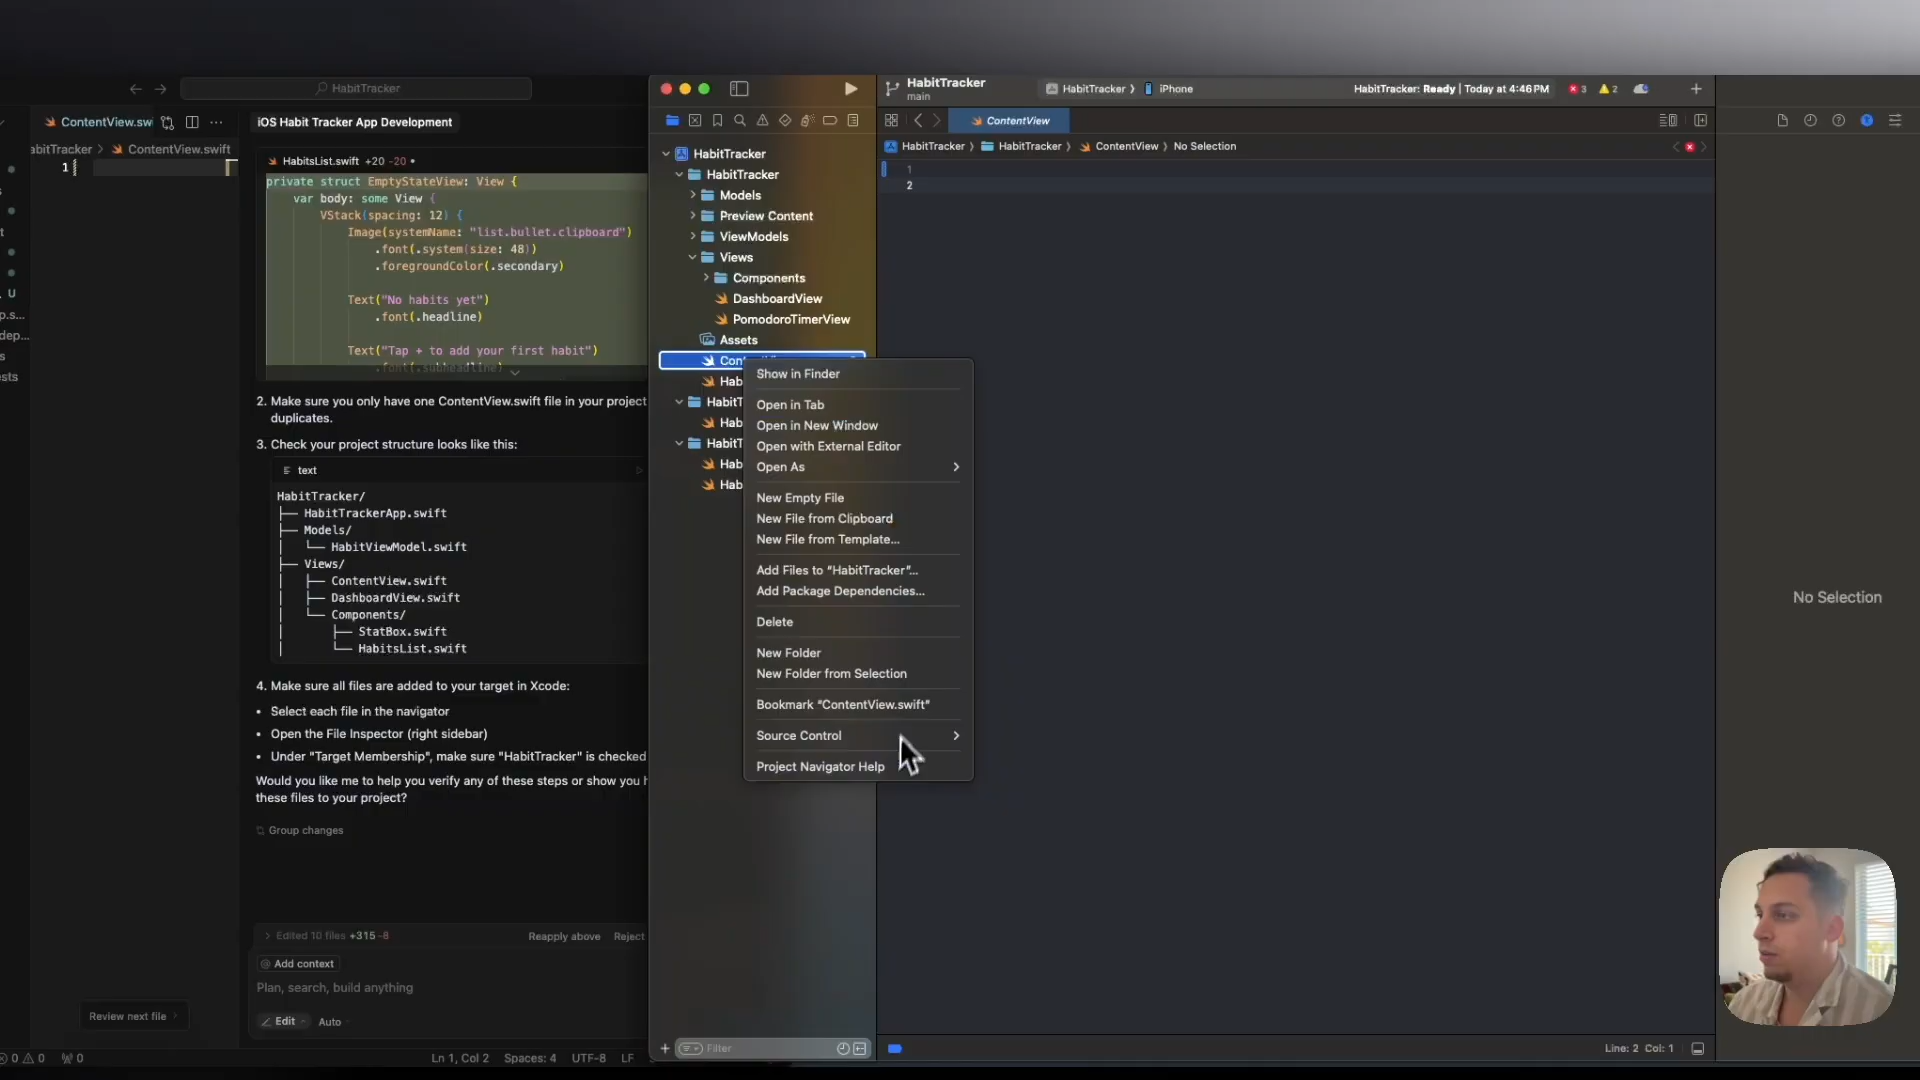 HabitTracker
ContentView.swi
abitTracker > ContentView.swift
1
U
p.s...
dep...
s
ests
Review next file
0 0 0
Ln 1, Col 2 Spaces: 4 UTF-8 LF
iOS Habit Tracker App Development
HabitsList.swift +20 -20 •
private struct EmptyStateView: View {
var body: some View {
VStack(spacing: 12) {
Image(systemName: "list.bullet.clipboard")
.font(.system(size: 48))
.foregroundColor(.secondary)
Text("No habits yet")
.font(.headline)
Text("Tap + to add your first habit")
.font(.subheadline)
2. Make sure you only have one ContentView.swift file in your project
duplicates.
3. Check your project structure looks like this:
text
HabitTracker/
├── HabitTrackerApp.swift
├── Models/
│ └── HabitViewModel.swift
├── Views/
│ ├── ContentView.swift
│ ├── DashboardView.swift
│ └── Components/
│ ├── StatBox.swift
│ └── HabitsList.swift
4. Make sure all files are added to your target in Xcode:
• Select each file in the navigator
• Open the File Inspector (right sidebar)
• Under "Target Membership", make sure "HabitTracker" is checked
Would you like me to help you verify any of these steps or show you h
these files to your project?
Group changes
> Edited 10 files +315 -8 Reapply above Reject
@ Add context
Plan, search, build anything
Edit Auto
HabitTracker
HabitTracker
Models
Preview Content
ViewModels
Views
Components
DashboardView
PomodoroTimerView
Assets
Con
Hab
HabitT
Hab
HabitT
Hab
Hab
Filter
Show in Finder
Open in Tab
Open in New Window
Open with External Editor
Open As
New Empty File
New File from Clipboard
New File from Template...
Add Files to "HabitTracker"...
Add Package Dependencies...
Delete
New Folder
New Folder from Selection
Bookmark "ContentView.swift"
Source Control
Project Navigator Help
HabitTracker
main
HabitTracker > iPhone
HabitTracker: Ready | Today at 4:46 PM
3 2
ContentView
HabitTracker > HabitTracker > ContentView > No Selection
1
2
No Selection
Line: 2 Col: 1